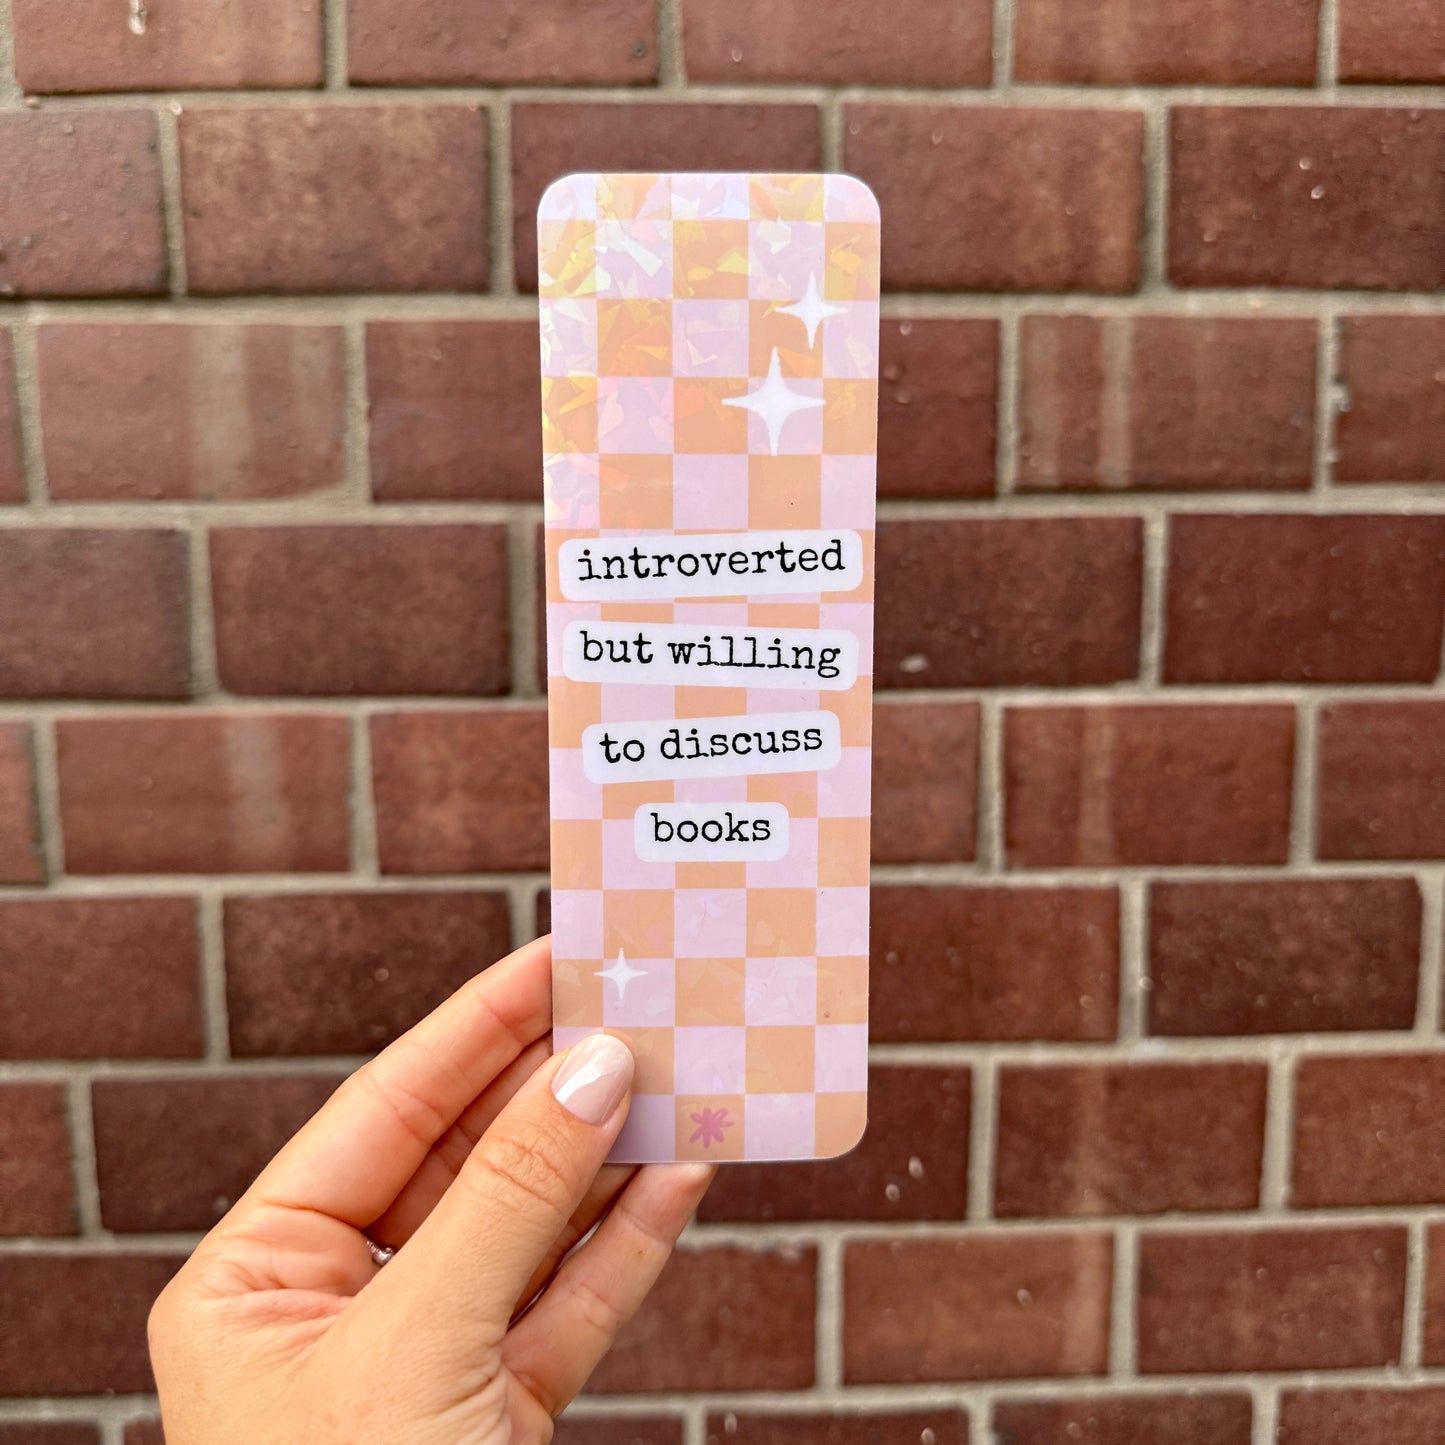 introverted
but willing
to discuss
books